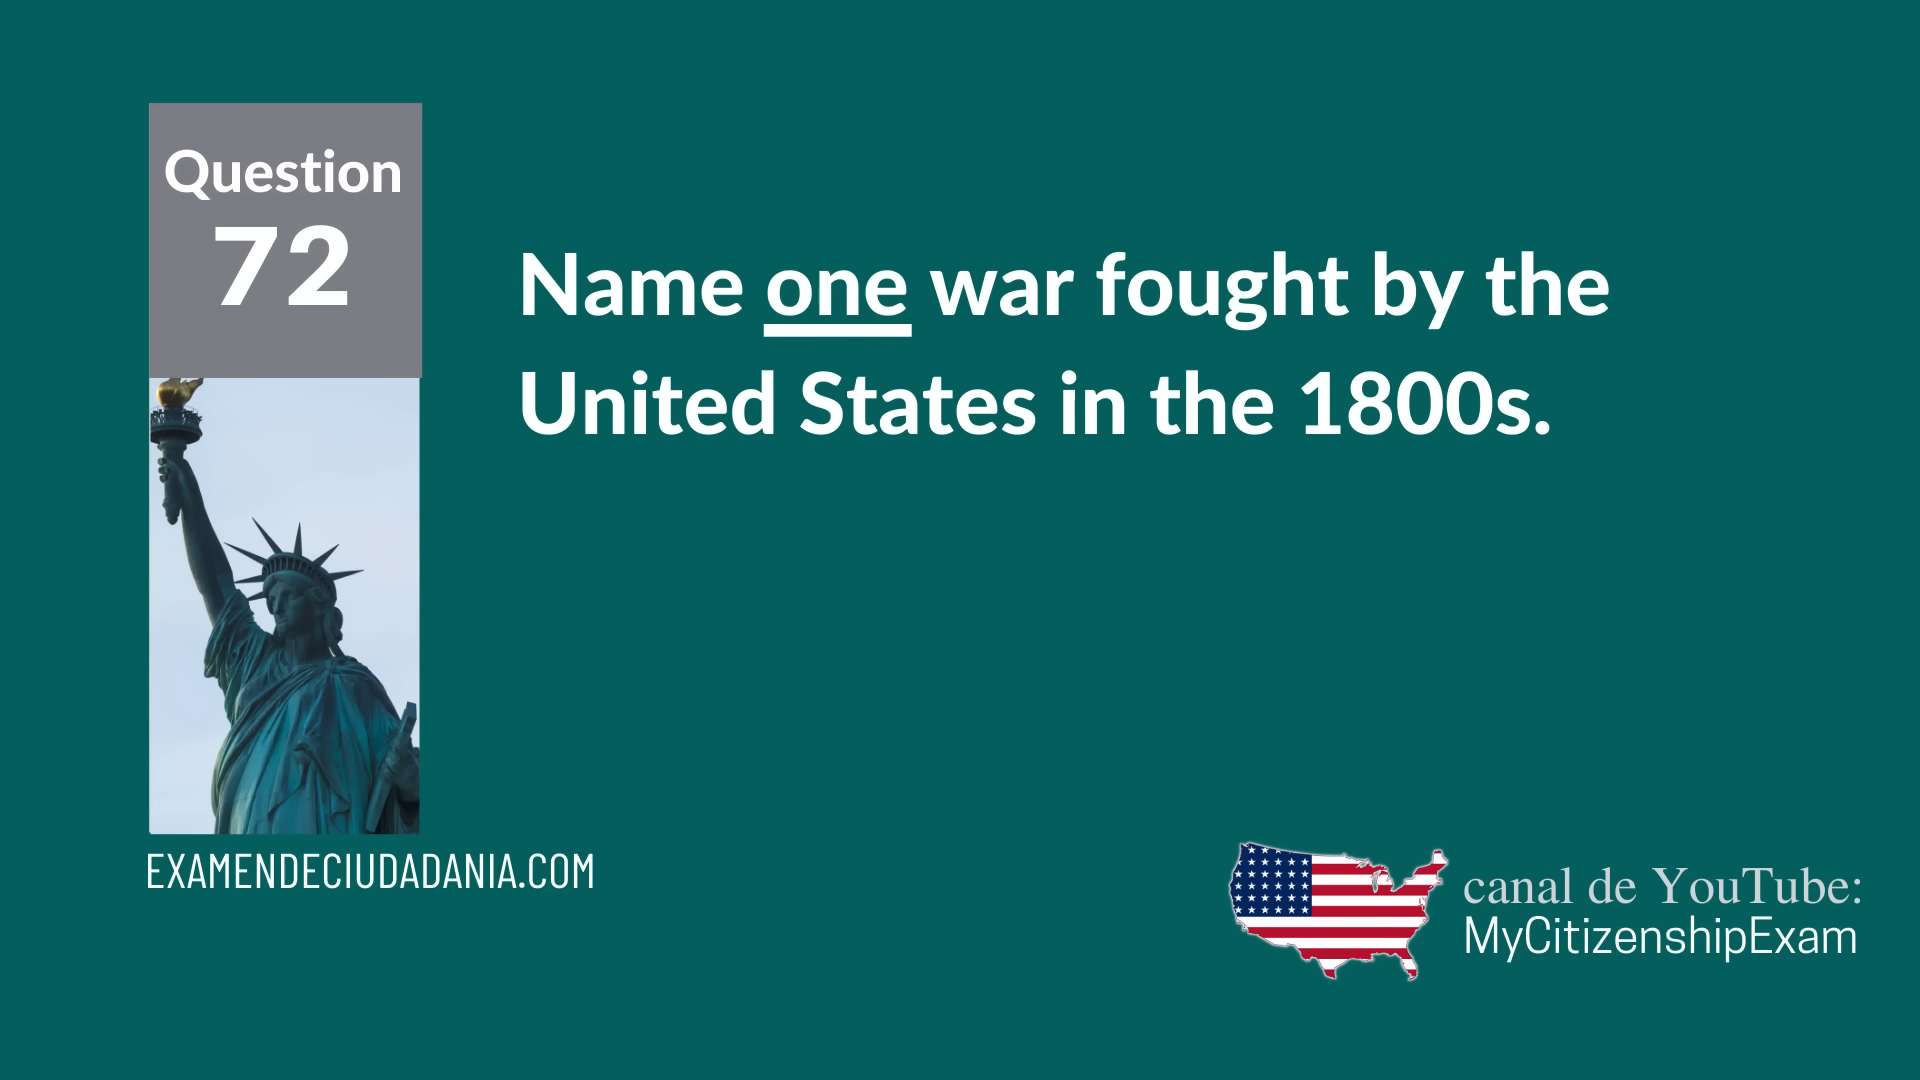 Question
72
Name one war fought by the
United States in the 1800s.
EXAMENDECIUDADANIA.COM
canal de YouTube:
MyCitizenshipExam